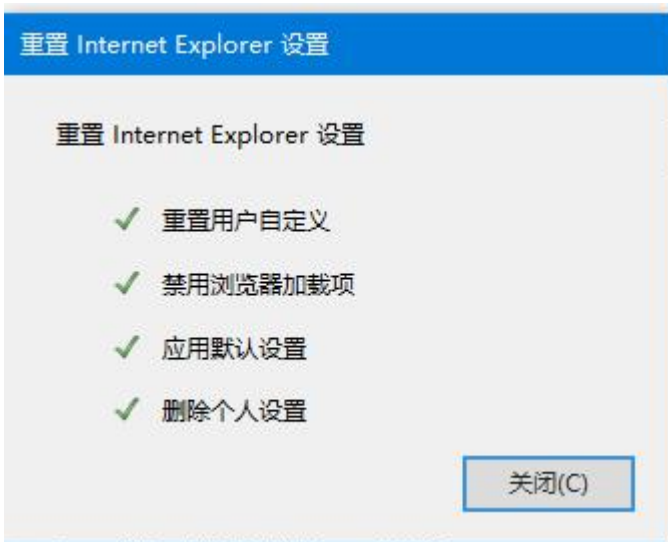 重置 Internet Explorer 设置
重置 Internet Explorer 设置
重置用户自定义
禁用浏览器加载项
应用默认设置
删除个人设置
关闭(C)